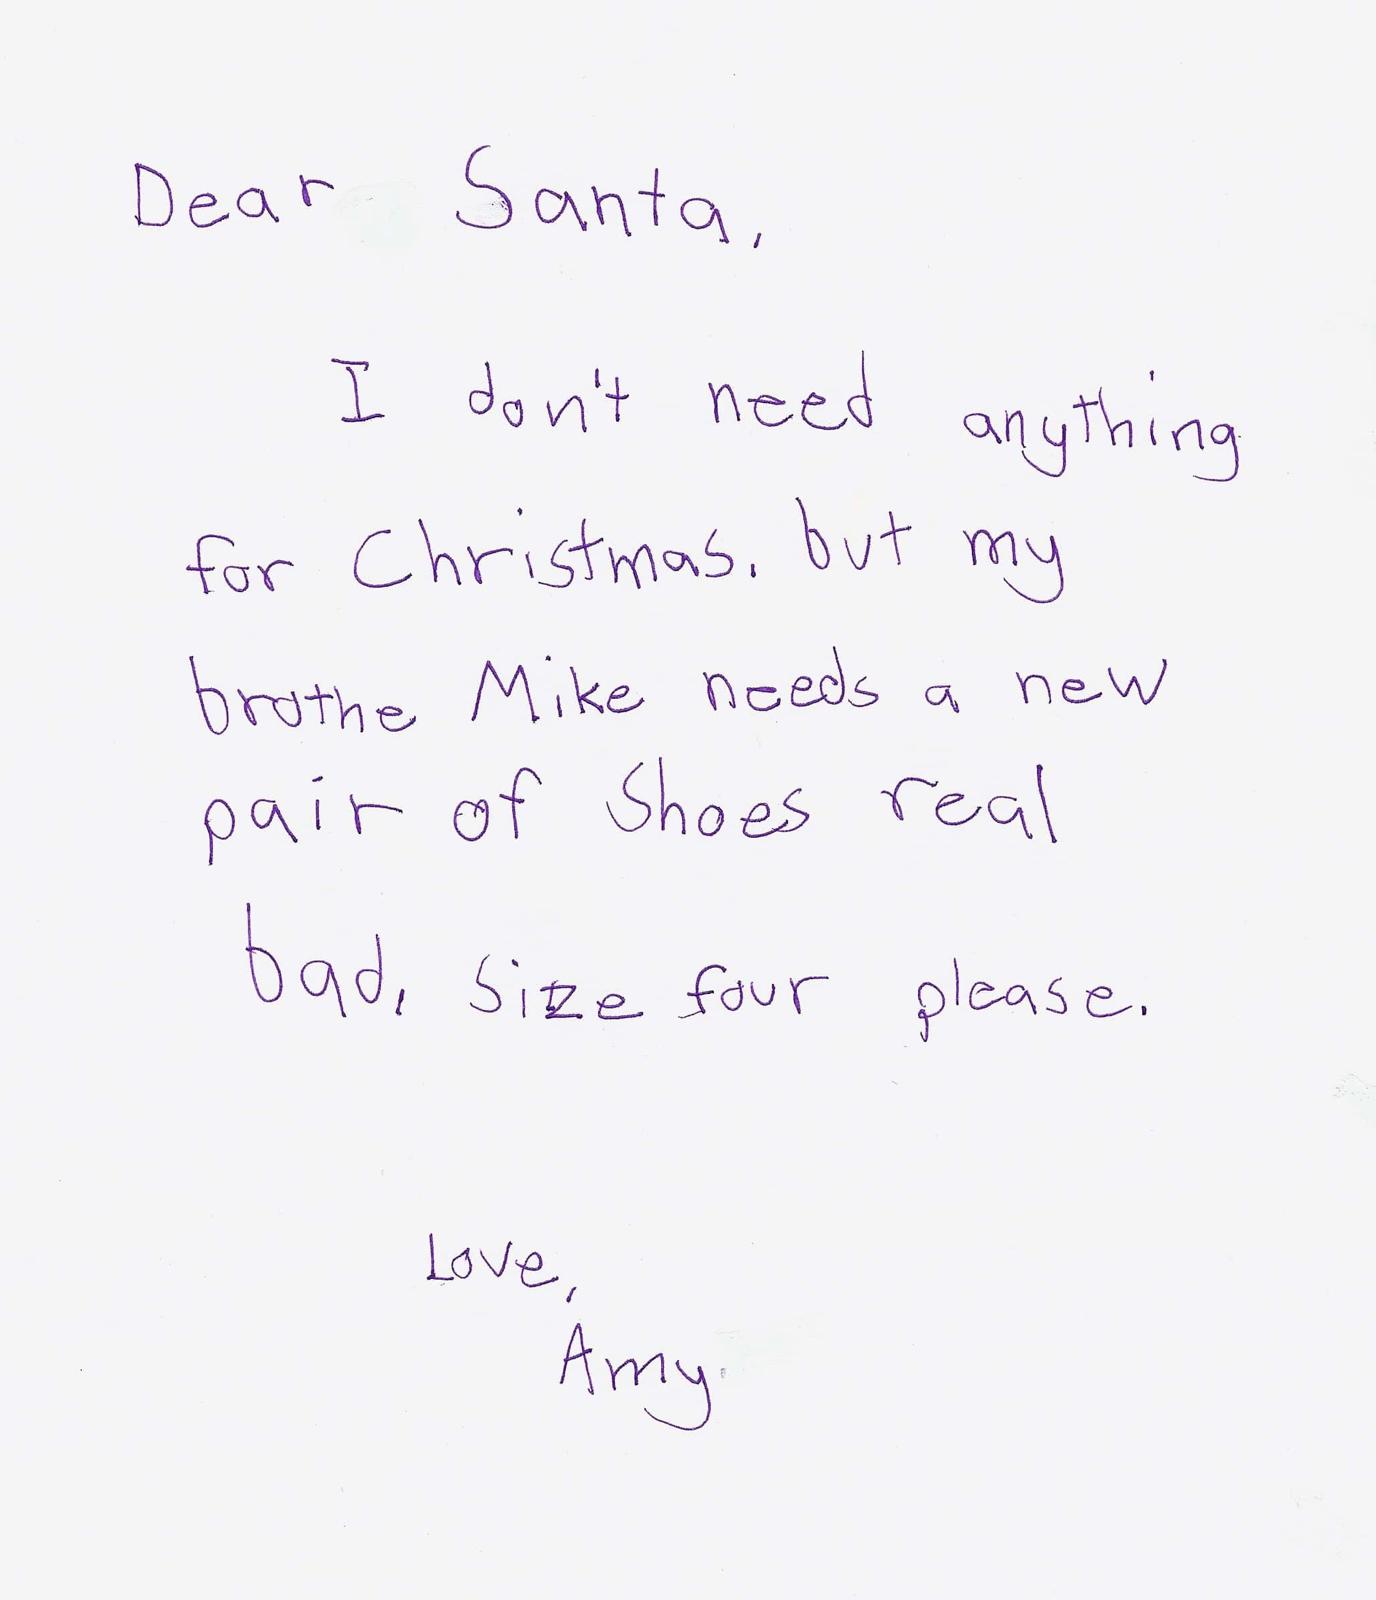 Dear Santa,
I don't need anything
for Christmas. but my
brothe Mike needs a new
pair of Shoes real
bad. Size four please.
Love,
Amy.